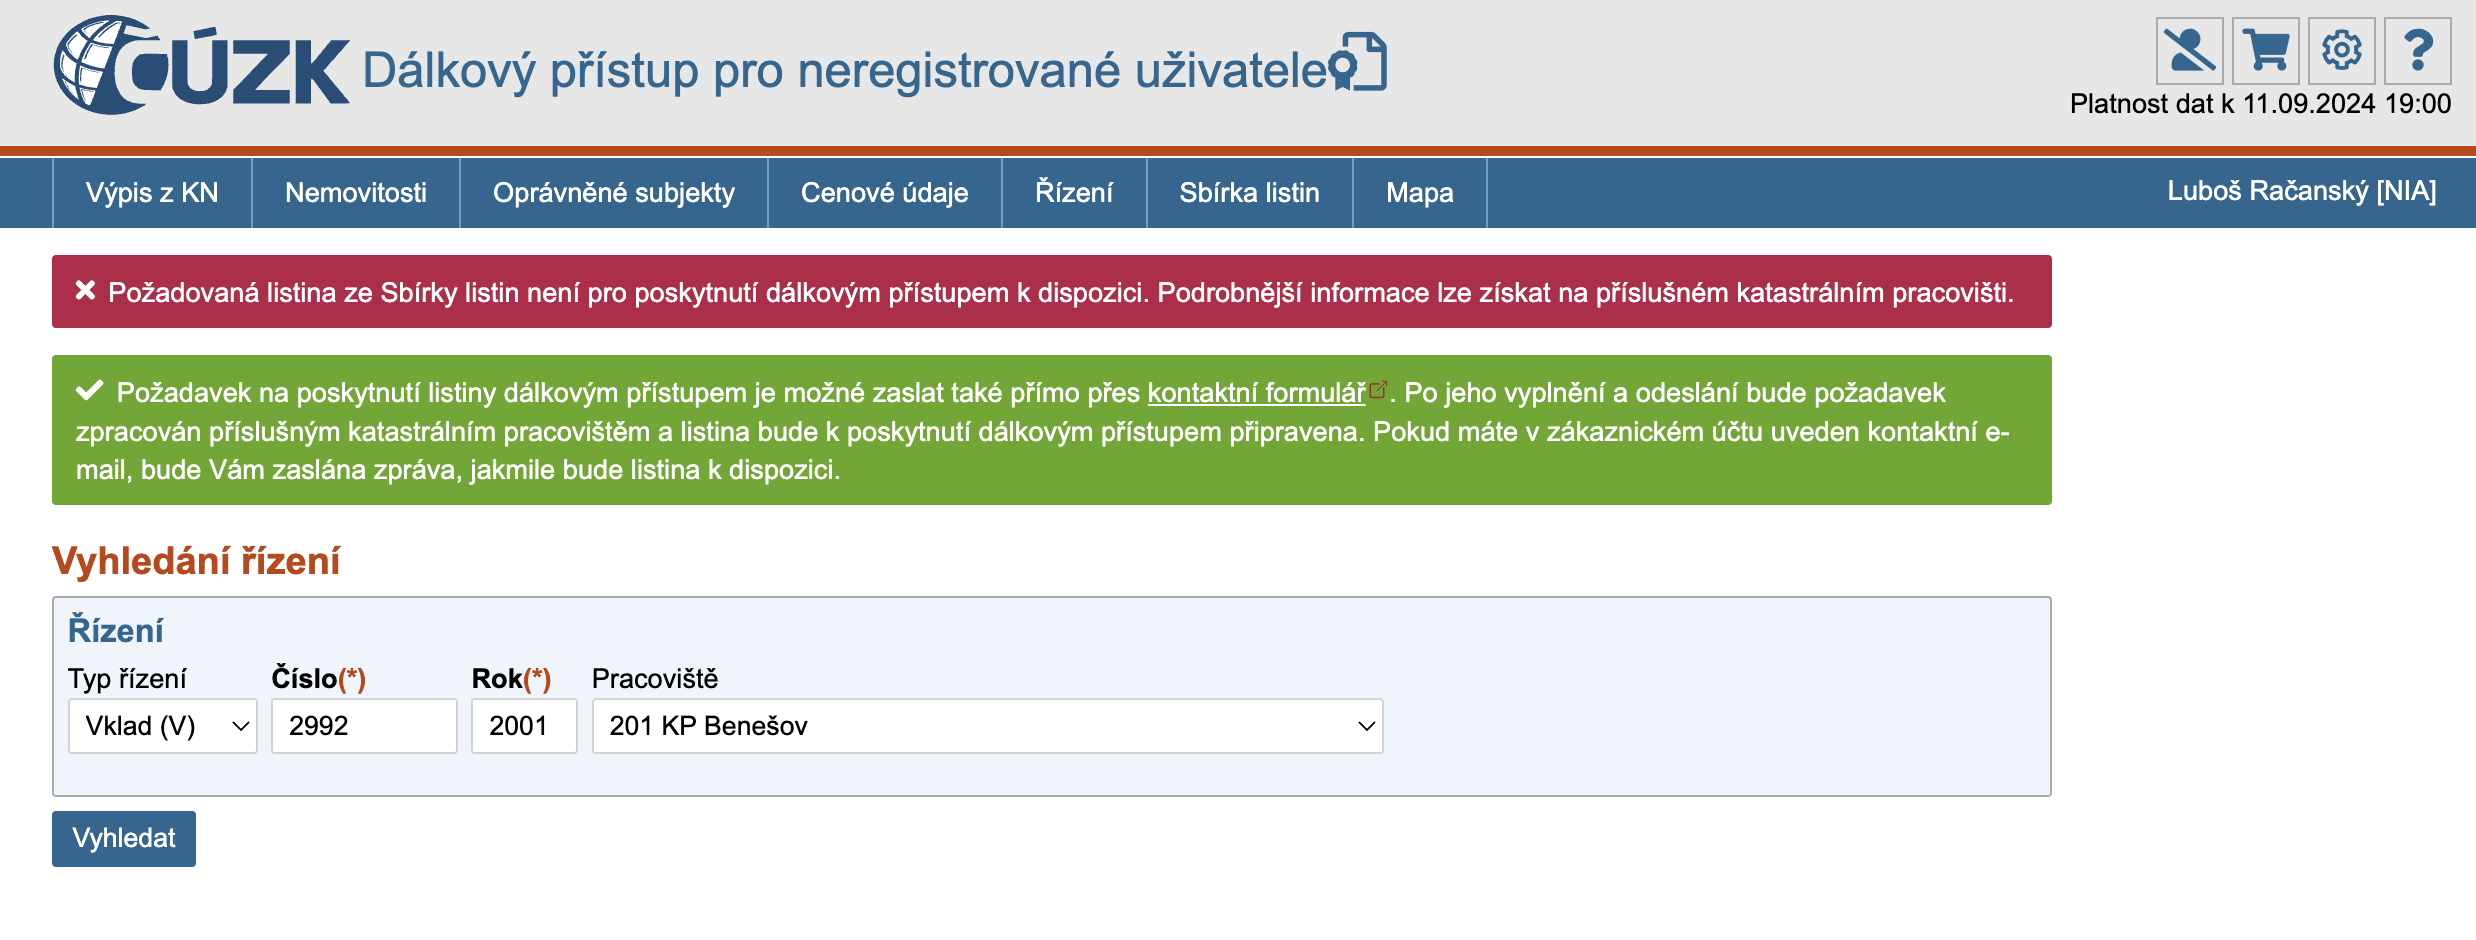 ČÚZK Dálkový přístup pro neregistrované uživatele
Platnost dat k 11.09.2024 19:00
Výpis z KN Nemovitosti Oprávněné subjekty Cenové údaje Řízení Sbírka listin Mapa Luboš Račanský [NIA]
Požadovaná listina ze Sbírky listin není pro poskytnutí dálkovým přístupem k dispozici. Podrobnější informace lze získat na příslušném katastrálním pracovišti.
Požadavek na poskytnutí listiny dálkovým přístupem je možné zaslat také přímo přes kontaktní formulář. Po jeho vyplnění a odeslání bude požadavek
zpracován příslušným katastrálním pracovištěm a listina bude k poskytnutí dálkovým přístupem připravena. Pokud máte v zákaznickém účtu uveden kontaktní e-
mail, bude Vám zaslána zpráva, jakmile bude listina k dispozici.
Vyhledání řízení
Řízení
Typ řízení Číslo(*) Rok(*) Pracoviště
Vklad (V) 2992 2001 201 KP Benešov
Vyhledat